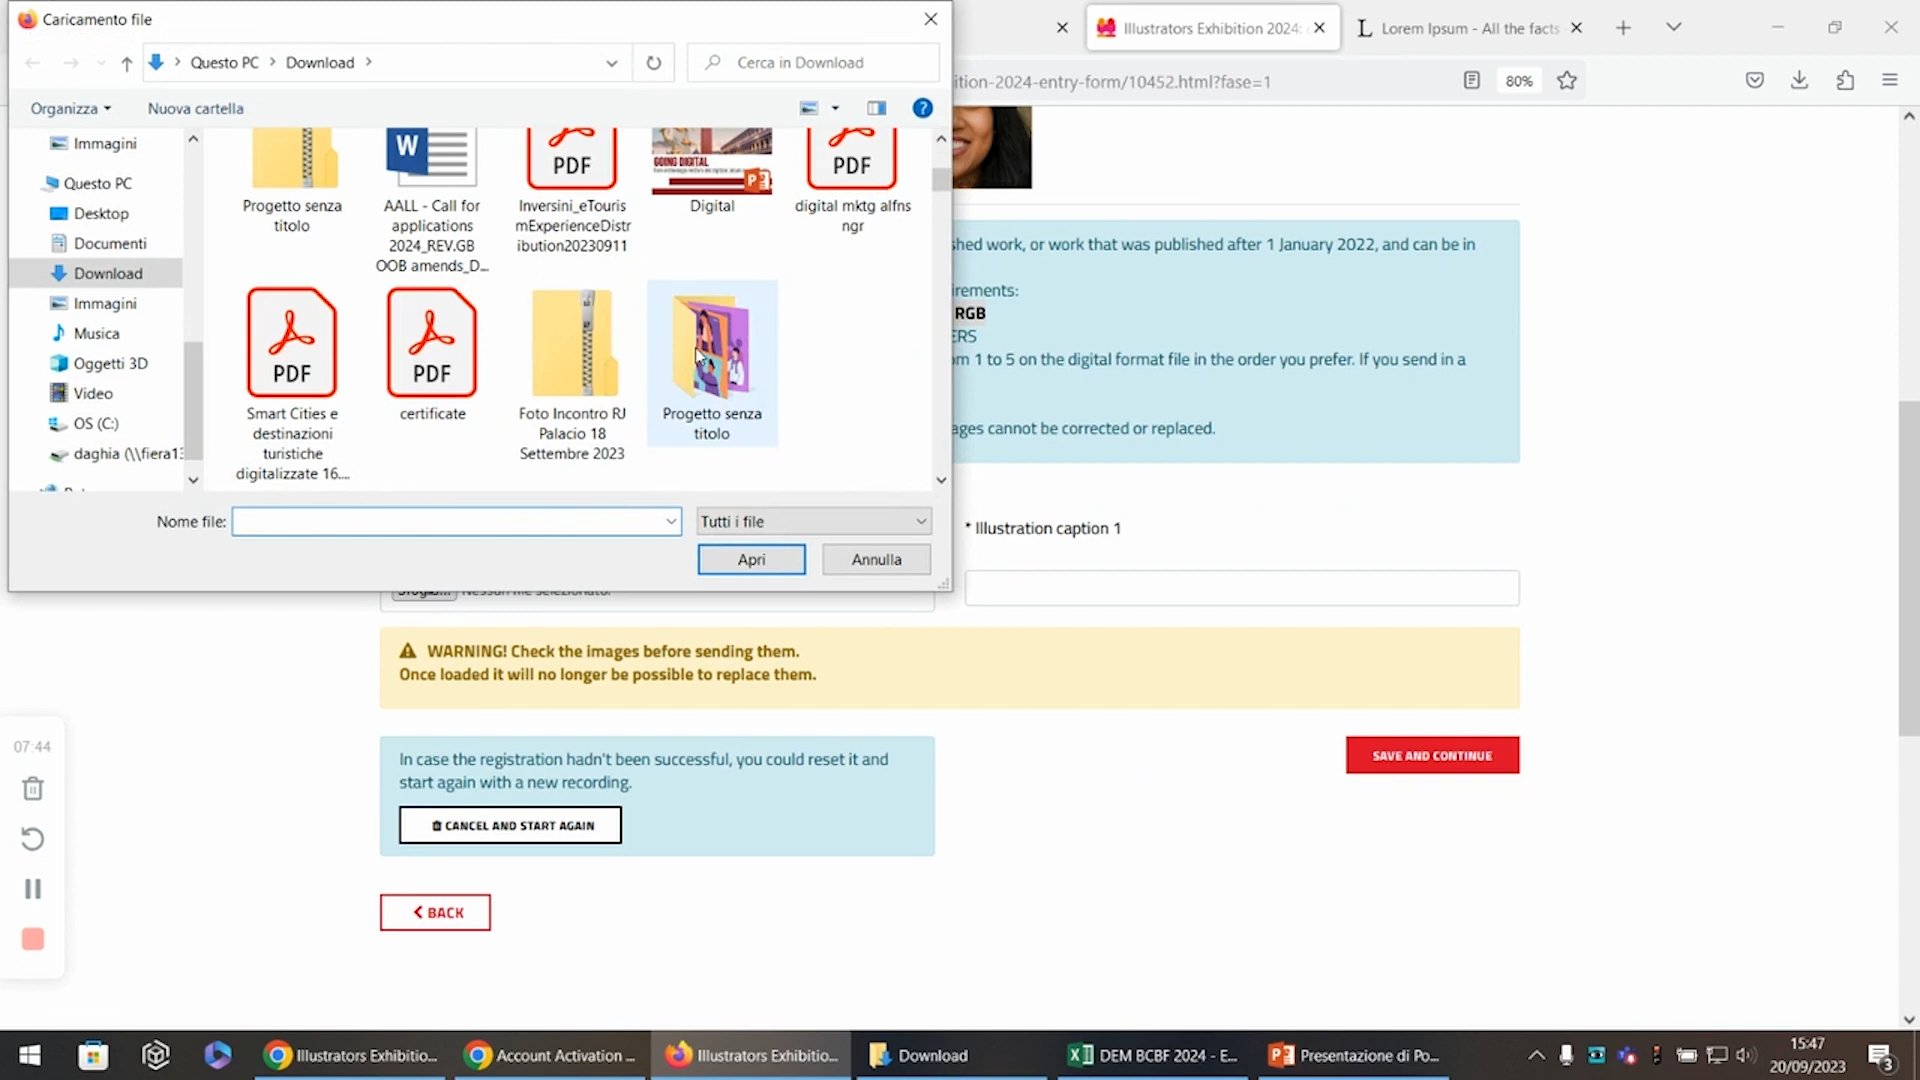 Caricamento file
Illustrators Exhibition 2024:
Lorem Ipsum - All the facts
Questo PC
Download
Cerca in Download
ition-2024-entry-form/10452.html?fase=1
80%
Organizza
Nuova cartella
Immagini
Questo PC
Desktop
Documenti
Download
Immagini
Musica
Oggetti 3D
Video
OS (C:)
daghia (\\fiera13
PDF
GOING DIGITAL
PDF
Progetto senza
titolo
AALL - Call for
applications
2024_REV.GB
OOB amends_D...
Inversini_eTouris
mExperienceDistr
ibution20230911
Digital
digital mktg alfns
ngr
PDF
PDF
Smart Cities e
destinazioni
turistiche
digitalizzate 16....
certificate
Foto Incontro RJ
Palacio 18
Settembre 2023
Progetto senza
titolo
Nome file:
Tutti i file
Apri
Annulla
shed work, or work that was published after 1 January 2022, and can be in
irements:
RGB
ERS
om 1 to 5 on the digital format file in the order you prefer. If you send in a
ages cannot be corrected or replaced.
* Illustration caption 1
WARNING! Check the images before sending them.
Once loaded it will no longer be possible to replace them.
In case the registration hadn't been successful, you could reset it and
start again with a new recording.
CANCEL AND START AGAIN
SAVE AND CONTINUE
BACK
07:44
Illustrators Exhibitio...
Account Activation ...
Illustrators Exhibitio...
Download
DEM BCBF 2024 - E...
Presentazione di Po...
15:47
20/09/2023
3